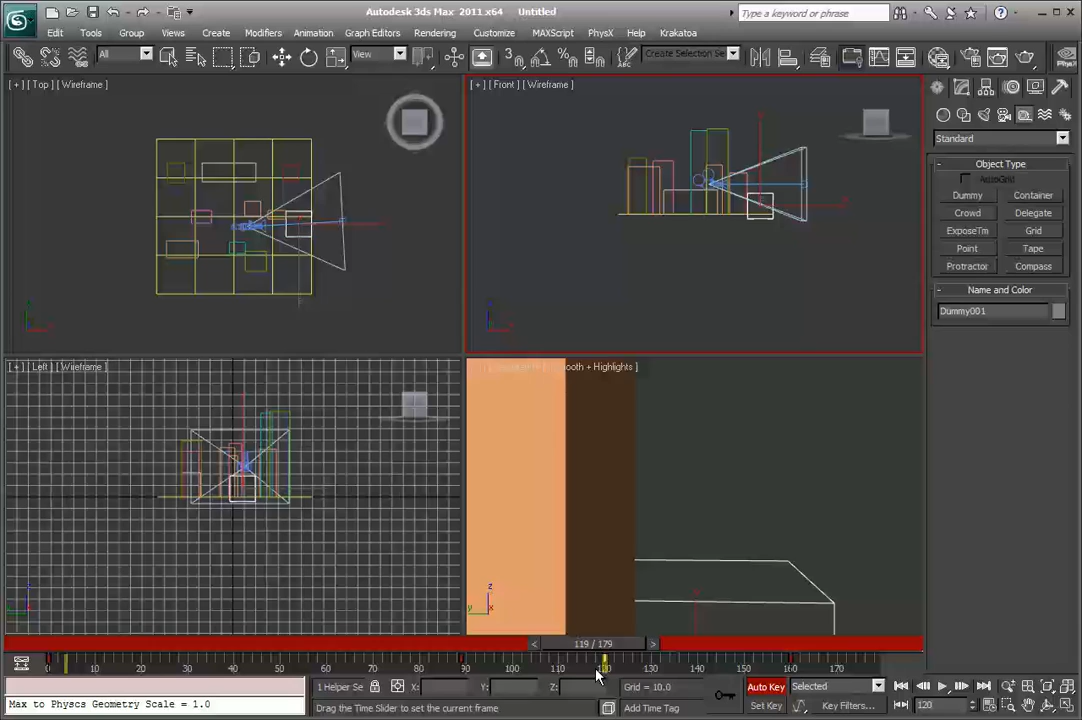 Autodesk 3ds Max 2011.x64 Untitled
Type a keyword or phrase
Edit Tools Group Views Create Modifiers Animation Graph Editors Rendering Customize MAXScript PhysX Help Krakatoa
All
View
Create Selection Se
PhysX
[ + ] [ Top ] [ Wireframe ]
[ + ] [ Front ] [ Wireframe ]
Standard
- Object Type
AutoGrid
Dummy Container
Crowd Delegate
ExposeTm Grid
Point Tape
Protractor Compass
- Name and Color
Dummy001
[ + ] [ Left ] [ Wireframe ]
ooth + Highlights ]
z
y x
< 119 / 179 >
0 10 20 30 40 50 60 70 80 90 100 110 120 130 140 150 160 170
1 Helper Se X: Y: Z: Grid = 10.0 Auto Key Selected
Max to Physcs Geometry Scale = 1.0
Drag the Time Slider to set the current frame Add Time Tag Set Key Key Filters... 120